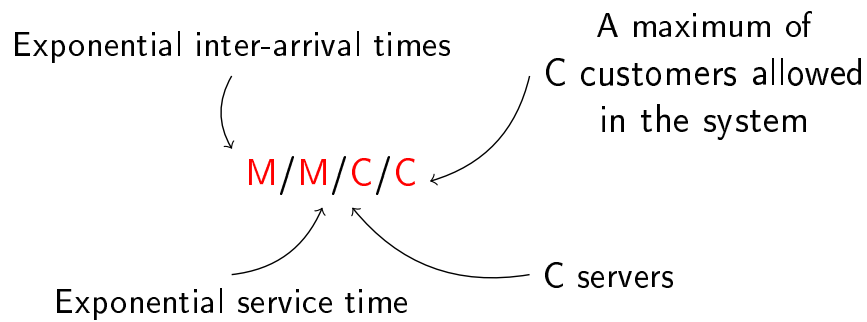 Exponential inter-arrival times
A maximum of
C customers allowed
in the system
M/M/C/C
Exponential service time
C servers